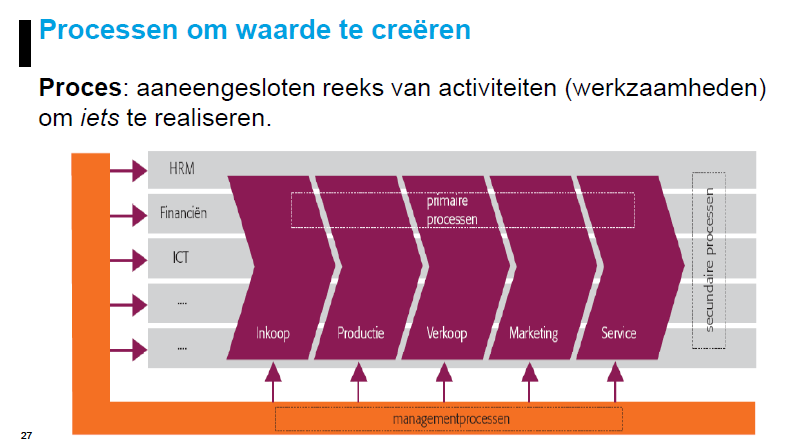 Processen om waarde te creëren
Proces: aaneengesloten reeks van activiteiten (werkzaamheden)
om iets te realiseren.
HRM
Financiën
ICT
....
....
primaire
processen
Inkoop
Productie
Verkoop
Marketing
Service
secundaire processen
managementprocessen
27